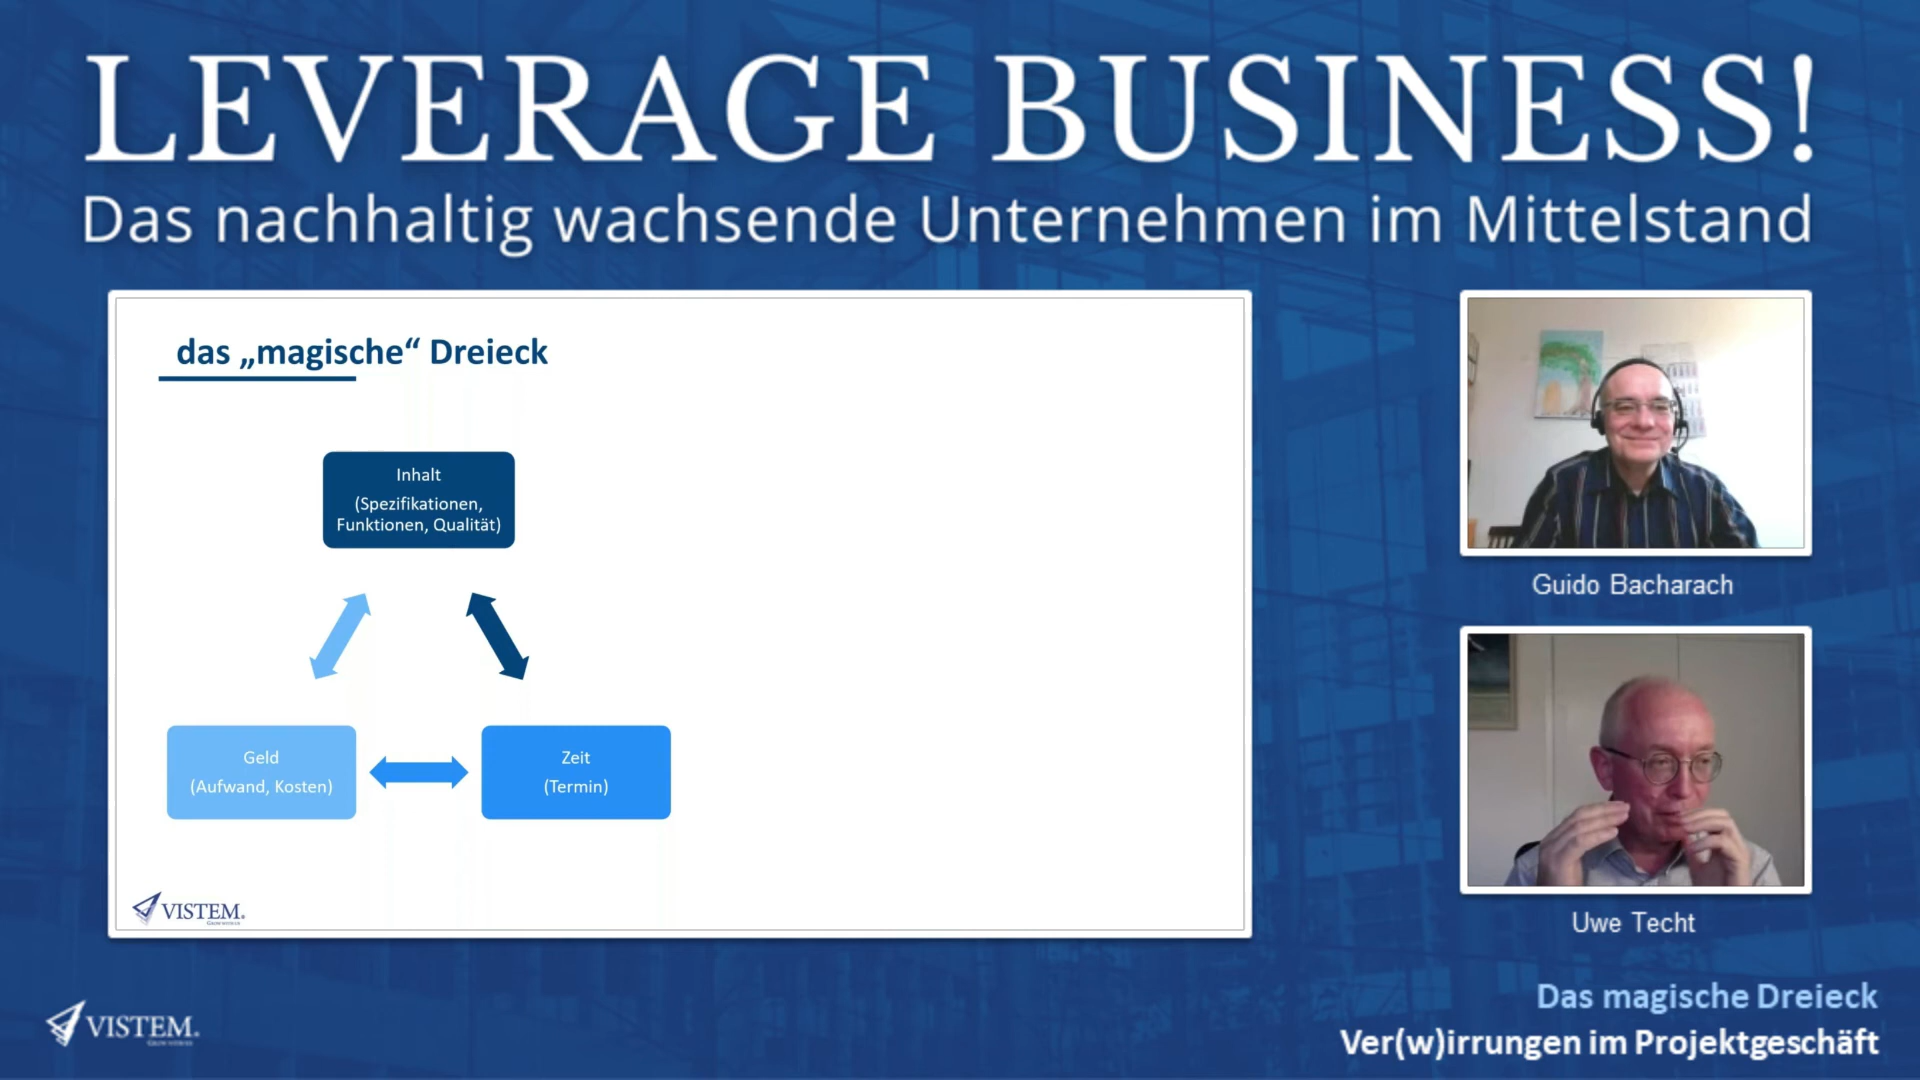 LEVERAGE BUSINESS!
Das nachhaltig wachsende Unternehmen im Mittelstand
das „magische“ Dreieck
Inhalt
(Spezifikationen,
Funktionen, Qualität)
Geld
(Aufwand, Kosten)
Zeit
(Termin)
VISTEM.
Guido Bacharach
Uwe Techt
Das magische Dreieck
Ver(w)irrungen im Projektgeschäft
VISTEM.